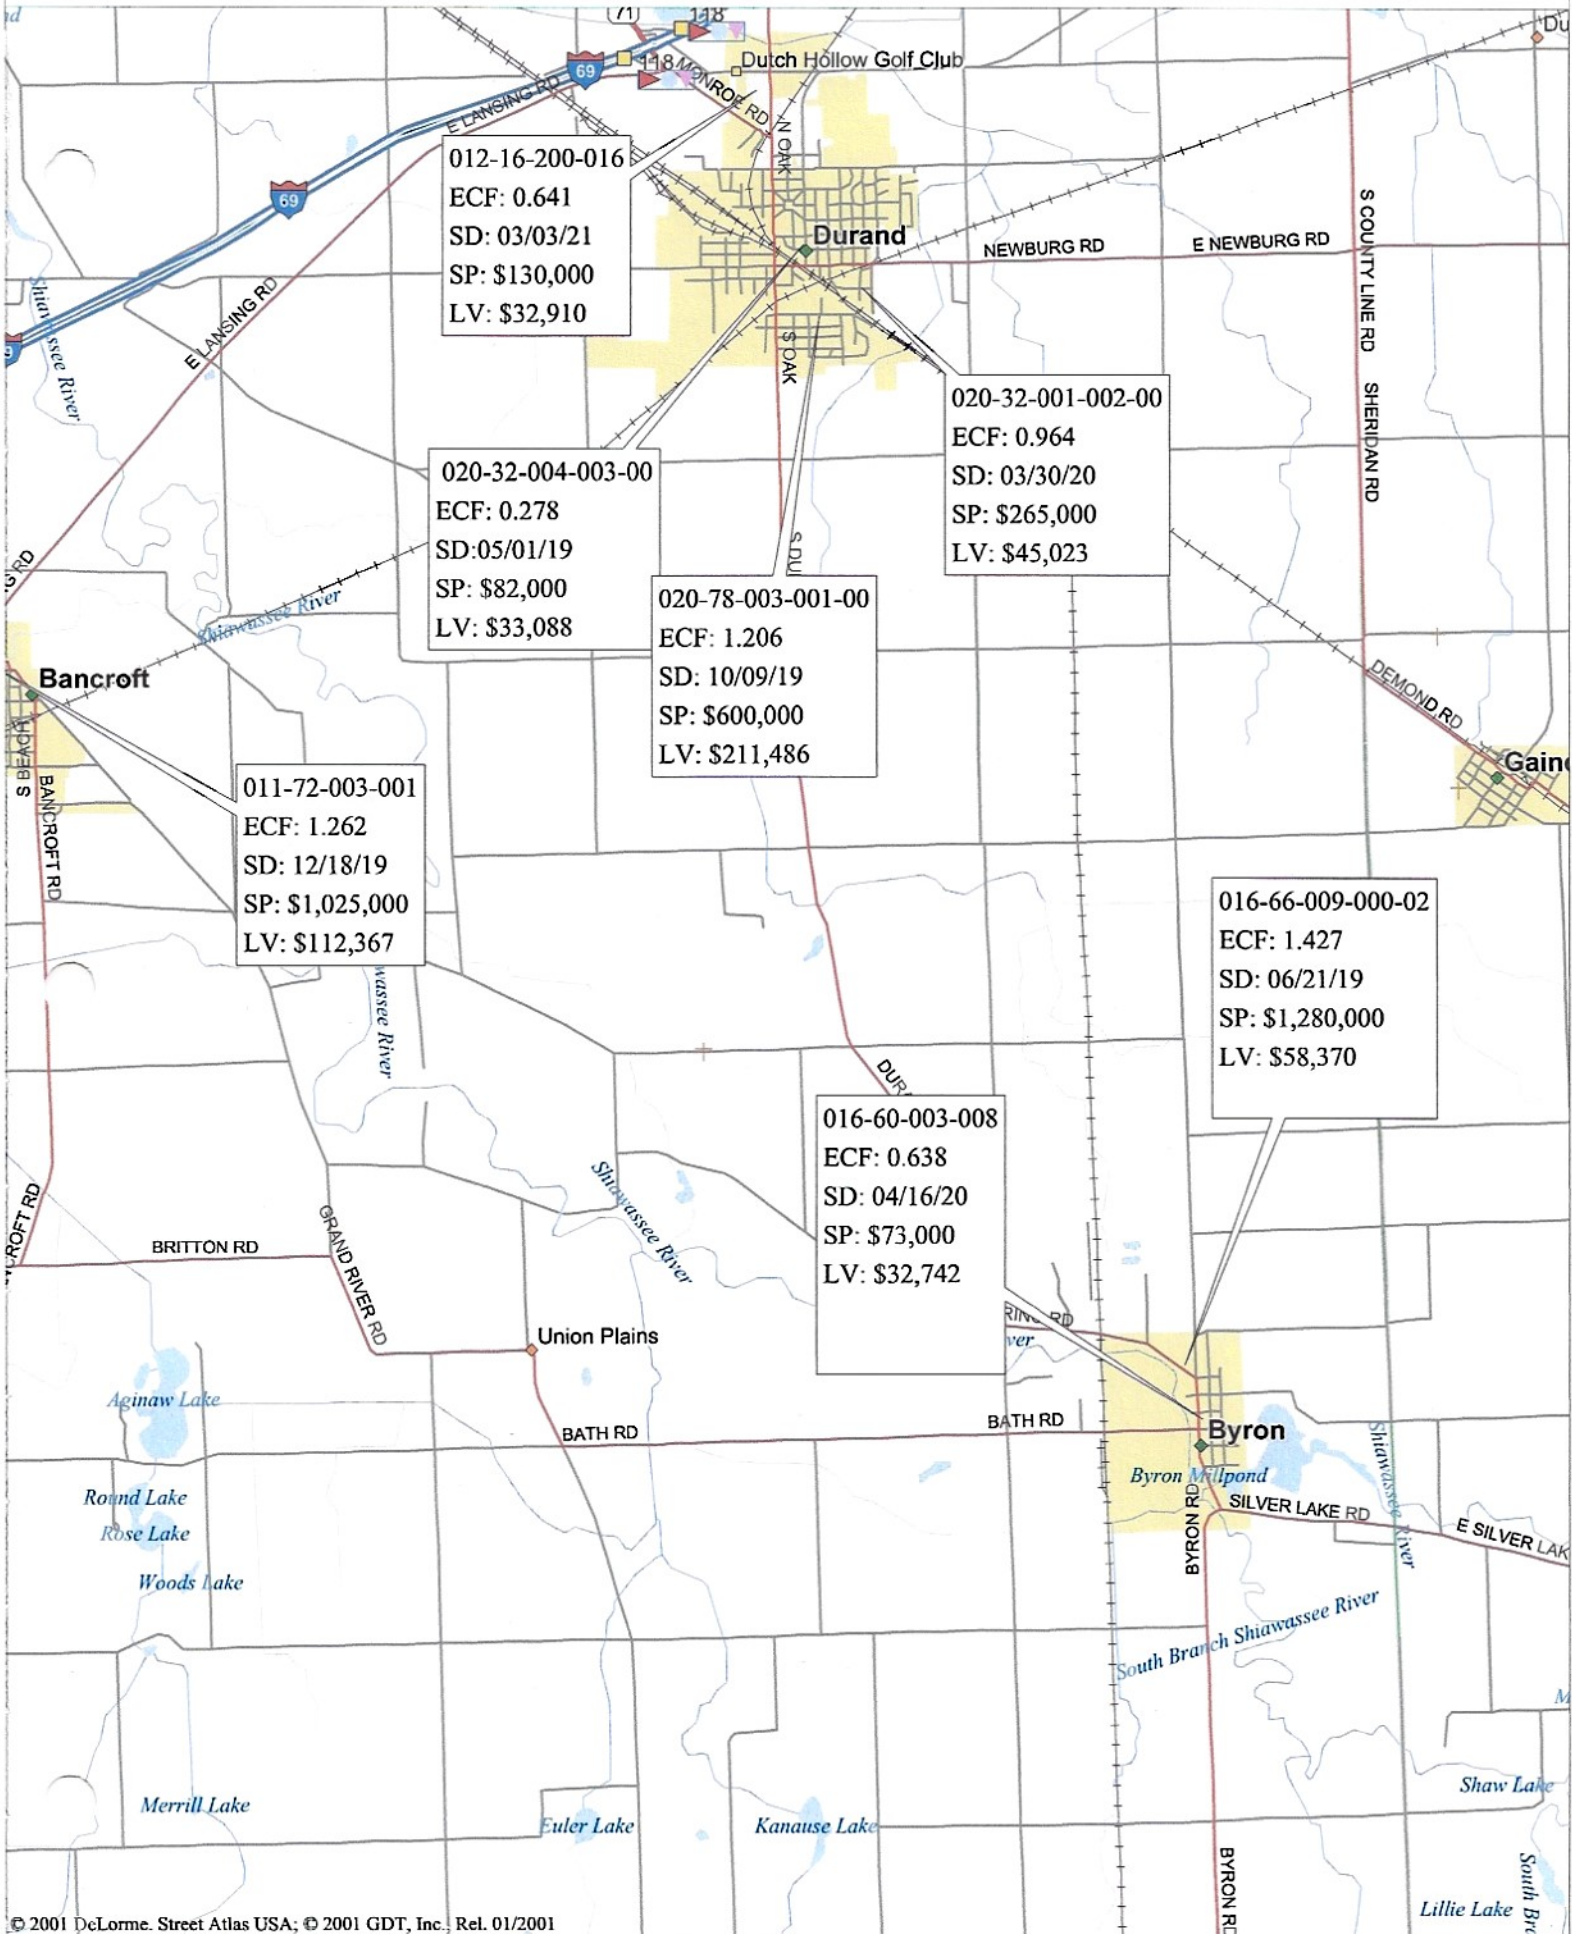 71
118
69
118
Dutch Hollow Golf Club
MONROE RD
E LANSING RD
N OAK
012-16-200-016
ECF: 0.641
SD: 03/03/21
SP: $130,000
LV: $32,910
69
Durand
NEWBURG RD
E NEWBURG RD
S COUNTY LINE RD
Shiawassee River
E LANSING RD
S OAK
SHERIDAN RD
020-32-001-002-00
ECF: 0.964
SD: 03/30/20
SP: $265,000
LV: $45,023
020-32-004-003-00
ECF: 0.278
SD:05/01/19
SP: $82,000
LV: $33,088
020-78-003-001-00
ECF: 1.206
SD: 10/09/19
SP: $600,000
LV: $211,486
Shiawassee River
Bancroft
S BEACH
BANCROFT RD
DEMOND RD
011-72-003-001
ECF: 1.262
SD: 12/18/19
SP: $1,025,000
LV: $112,367
016-66-009-000-02
ECF: 1.427
SD: 06/21/19
SP: $1,280,000
LV: $58,370
wassee River
016-60-003-008
ECF: 0.638
SD: 04/16/20
SP: $73,000
LV: $32,742
Shiawassee River
CROFT RD
BRITTON RD
GRAND RIVER RD
Union Plains
RING RD
ver
Aginaw Lake
BATH RD
BATH RD
Byron
Byron Millpond
Shiawassee River
Round Lake
Rose Lake
Woods Lake
BYRON RD
SILVER LAKE RD
E SILVER LAK
South Branch Shiawassee River
Merrill Lake
Euler Lake
Kanause Lake
Shaw Lake
BYRON RD
South Br
Lillie Lake
© 2001 DeLorme. Street Atlas USA; © 2001 GDT, Inc., Rel. 01/2001